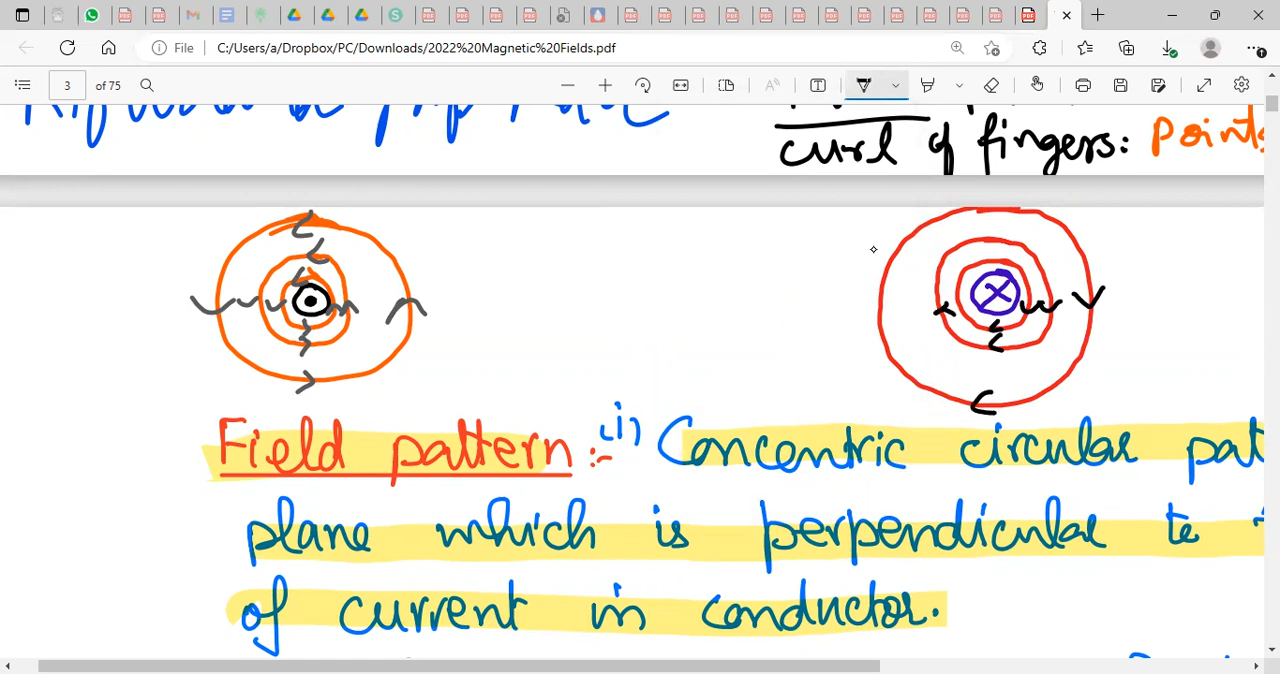 File C:/Users/a/Dropbox/PC/Downloads/2022%20Magnetic%20Fields.pdf
3 of 75
curl of fingers: Points
Field pattern :- (i) Concentric circular pat
plane which is perpendicular to
of current in conductor.